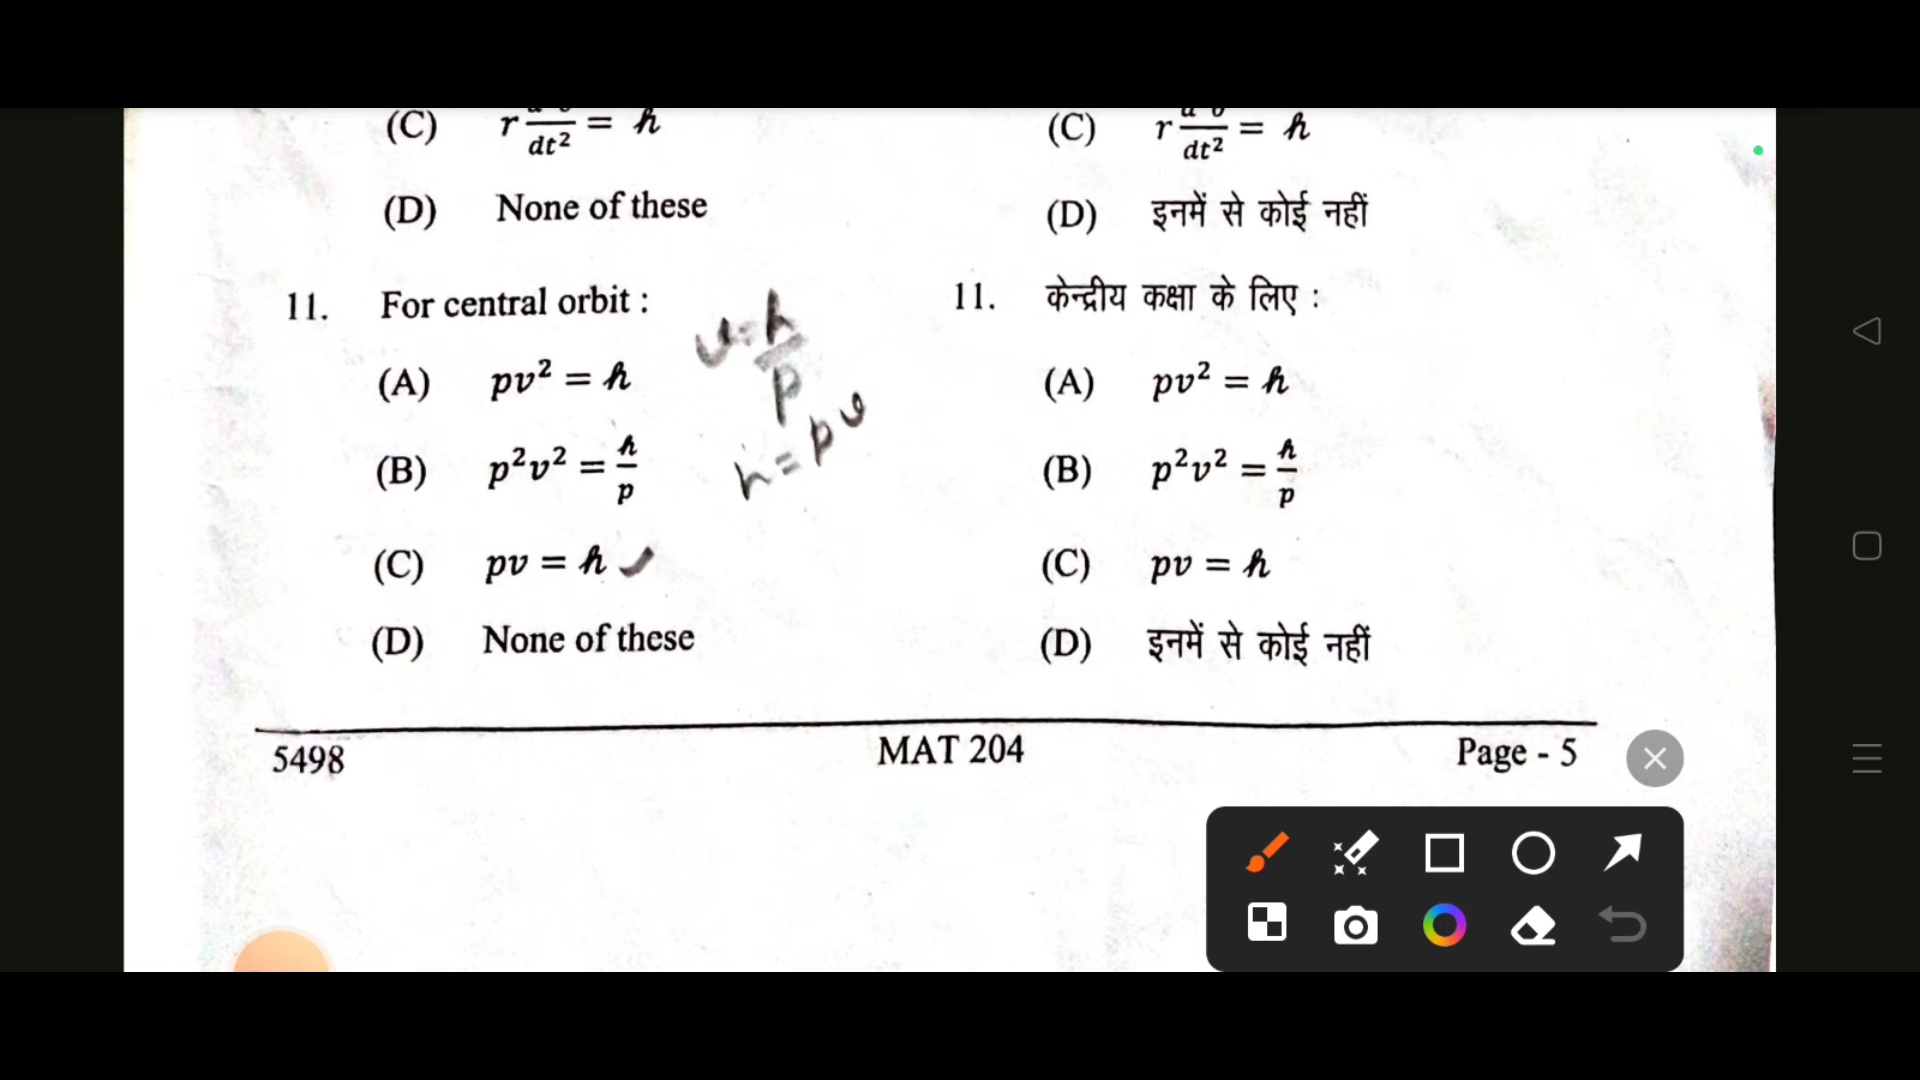 (C) r d²θ/dt² = h
(D) None of these
11. For central orbit :
(A) pv² = h
(B) p²v² = h/p
(C) pv = h ✓
(D) None of these
v = h/p
h = pv
(C) r d²θ/dt² = h
(D) इनमें से कोई नहीं
11. केन्द्रीय कक्षा के लिए :
(A) pv² = h
(B) p²v² = h/p
(C) pv = h
(D) इनमें से कोई नहीं
5498 MAT 204 Page - 5